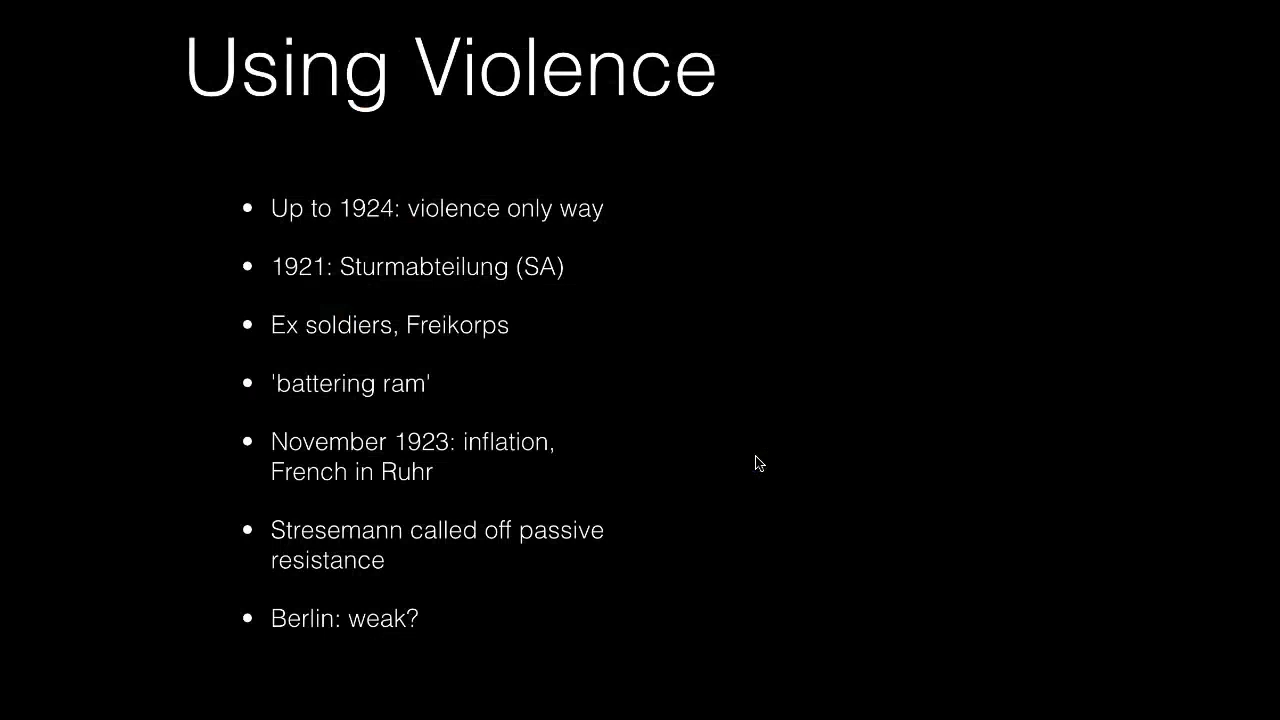 Using Violence
• Up to 1924: violence only way
• 1921: Sturmabteilung (SA)
• Ex soldiers, Freikorps
• 'battering ram'
• November 1923: inflation,
French in Ruhr
• Stresemann called off passive
resistance
• Berlin: weak?